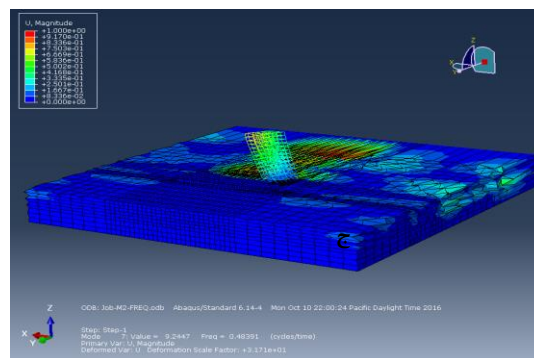 U, Magnitude
+1.000e+00
+9.170e-01
+8.336e-01
+7.503e-01
+6.669e-01
+5.836e-01
+5.002e-01
+4.168e-01
+3.335e-01
+2.501e-01
+1.667e-01
+8.336e-02
+0.000e+00
Z
X
Y
ج
Z
X
Y
ODB: Job-M2-FREQ.odb Abaqus/Standard 6.14-4 Mon Oct 10 22:00:24 Pacific Daylight Time 2016
Step: Step-1
Mode 7: Value = 9.2447 Freq = 0.48391 (cycles/time)
Primary Var: U, Magnitude
Deformed Var: U Deformation Scale Factor: +3.171e+01